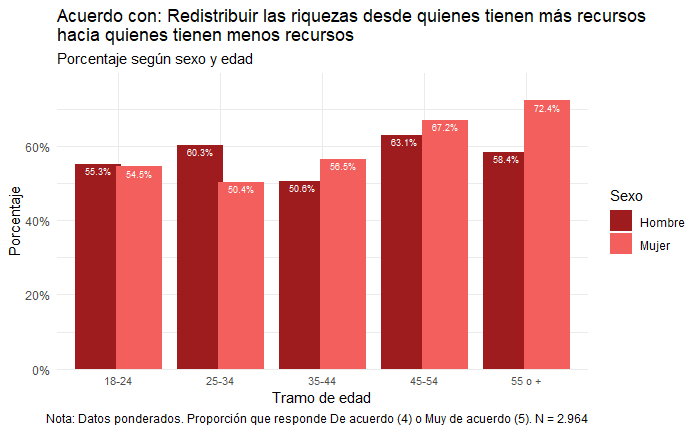 Acuerdo con: Redistribuir las riquezas desde quienes tienen más recursos
hacia quienes tienen menos recursos
Porcentaje según sexo y edad
Porcentaje
60%
40%
20%
0%
55.3%
54.5%
60.3%
50.4%
50.6%
56.5%
63.1%
67.2%
58.4%
72.4%
18-24
25-34
35-44
45-54
55 o +
Tramo de edad
Sexo
Hombre
Mujer
Nota: Datos ponderados. Proporción que responde De acuerdo (4) o Muy de acuerdo (5). N = 2.964